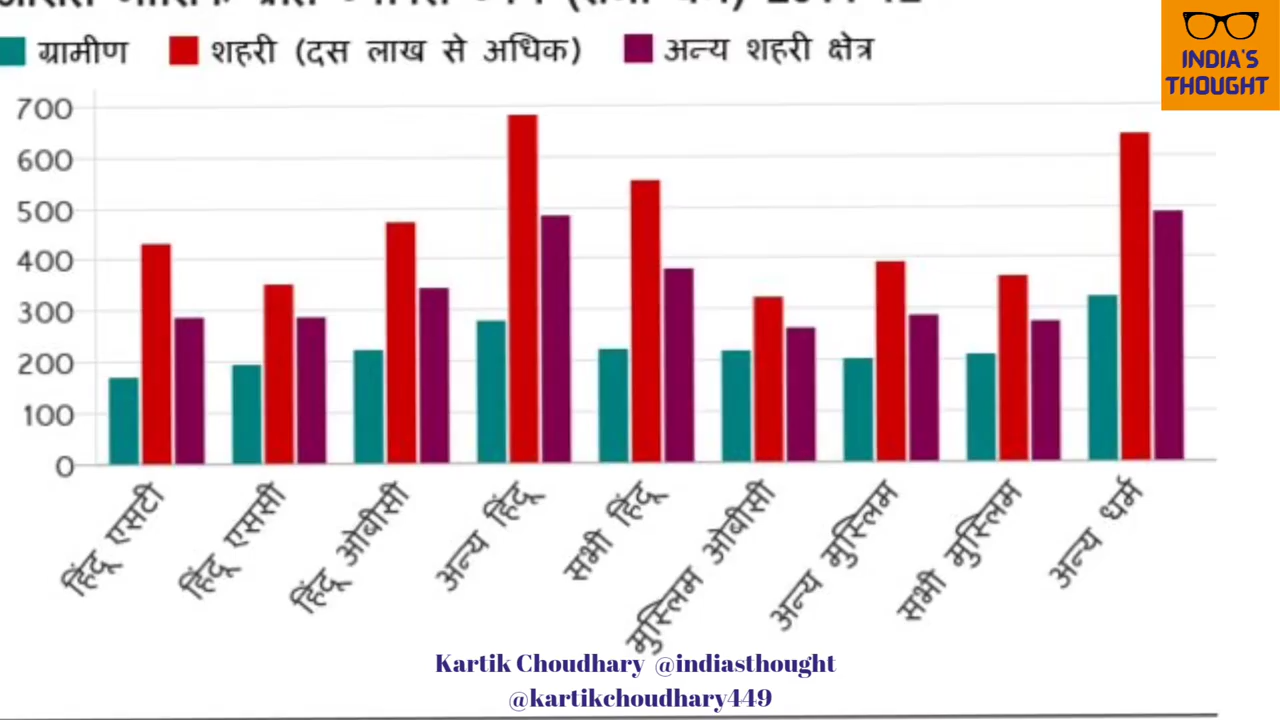 ग्रामीण शहरी (दस लाख से अधिक) अन्य शहरी क्षेत्र
INDIA'S
THOUGHT
700
600
500
400
300
200
100
0
हिंदू एसटी
हिंदू एससी
हिंदू ओबीसी
अन्य हिंदू
सभी हिंदू
मुस्लिम ओबीसी
अन्य मुस्लिम
सभी मुस्लिम
अन्य धर्म
Kartik Choudhary @indiasthought
@kartikchoudhary449